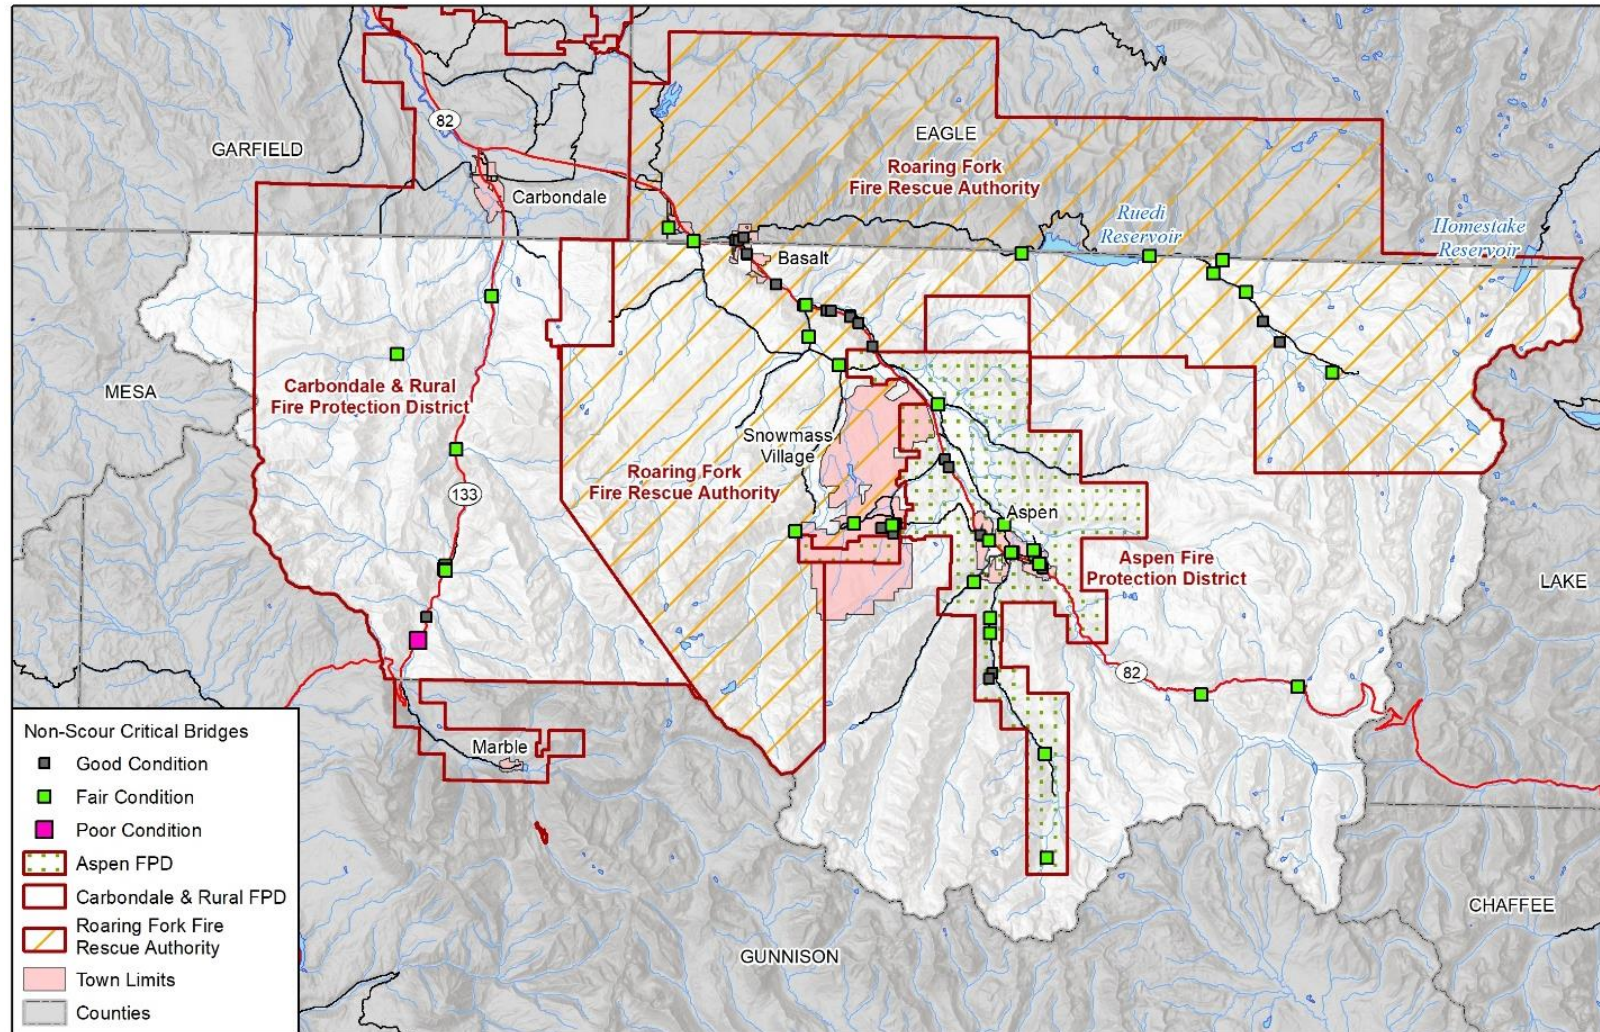 82
GARFIELD
EAGLE
Roaring Fork
Fire Rescue Authority
Carbondale
Ruedi
Reservoir
Homestake
Reservoir
Basalt
MESA
Carbondale & Rural
Fire Protection District
Snowmass
Village
Roaring Fork
Fire Rescue Authority
133
Aspen
Aspen Fire
Protection District
LAKE
82
Marble
CHAFFEE
GUNNISON
Non-Scour Critical Bridges
Good Condition
Fair Condition
Poor Condition
Aspen FPD
Carbondale & Rural FPD
Roaring Fork Fire
Rescue Authority
Town Limits
Counties